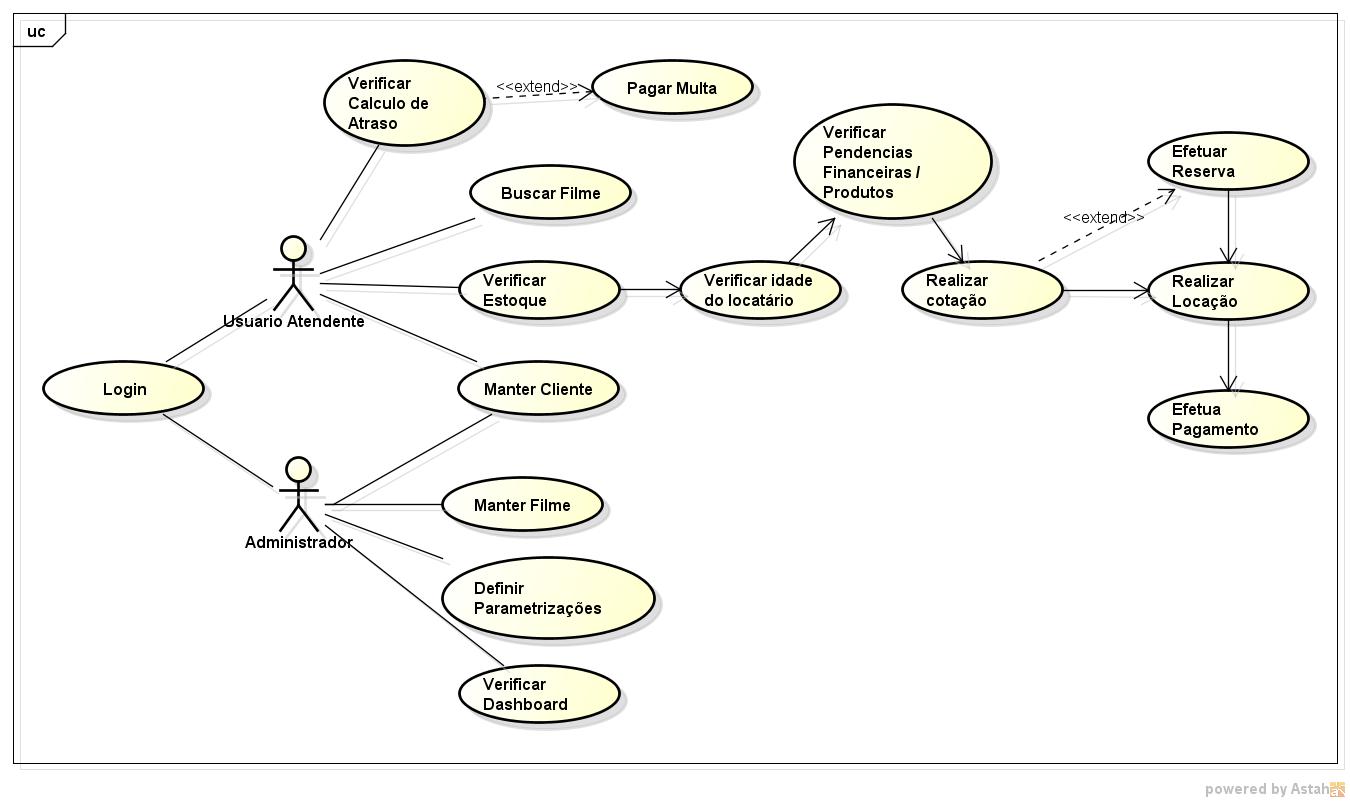 uc
Verificar
Calculo de
Atraso
<<extend>>
Pagar Multa
Verificar
Pendencias
Financeiras /
Produtos
Efetuar
Reserva
Buscar Filme
<<extend>>
Usuario Atendente
Verificar
Estoque
Verificar idade
do locatário
Realizar
cotação
Realizar
Locação
Login
Manter Cliente
Efetua
Pagamento
Administrador
Manter Filme
Definir
Parametrizações
Verificar
Dashboard
powered by Astah